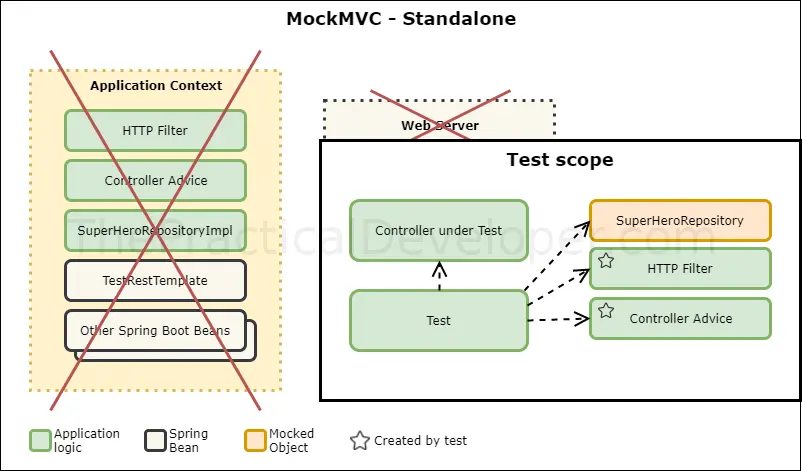 MockMVC - Standalone
Application Context
HTTP Filter
Controller Advice
SuperHeroRepositoryImpl
TestRestTemplate
Other Spring Boot Beans
Web Server
Test scope
Controller under Test
Test
SuperHeroRepository
HTTP Filter
Controller Advice
ThePracticalDeveloper.com
Application
logic
Spring
Bean
Mocked
Object
Created by test